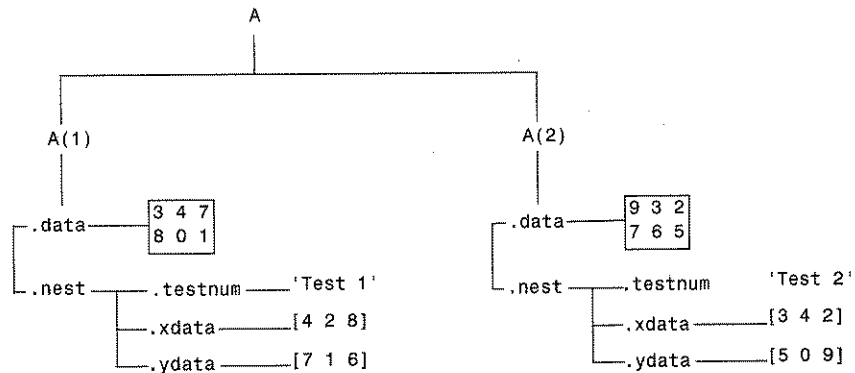 A
A(1) A(2)
.data 3 4 7 .data 9 3 2
8 0 1 7 6 5
.nest .testnum 'Test 1' .nest .testnum 'Test 2'
.xdata [4 2 8] .xdata [3 4 2]
.ydata [7 1 6] .ydata [5 0 9]